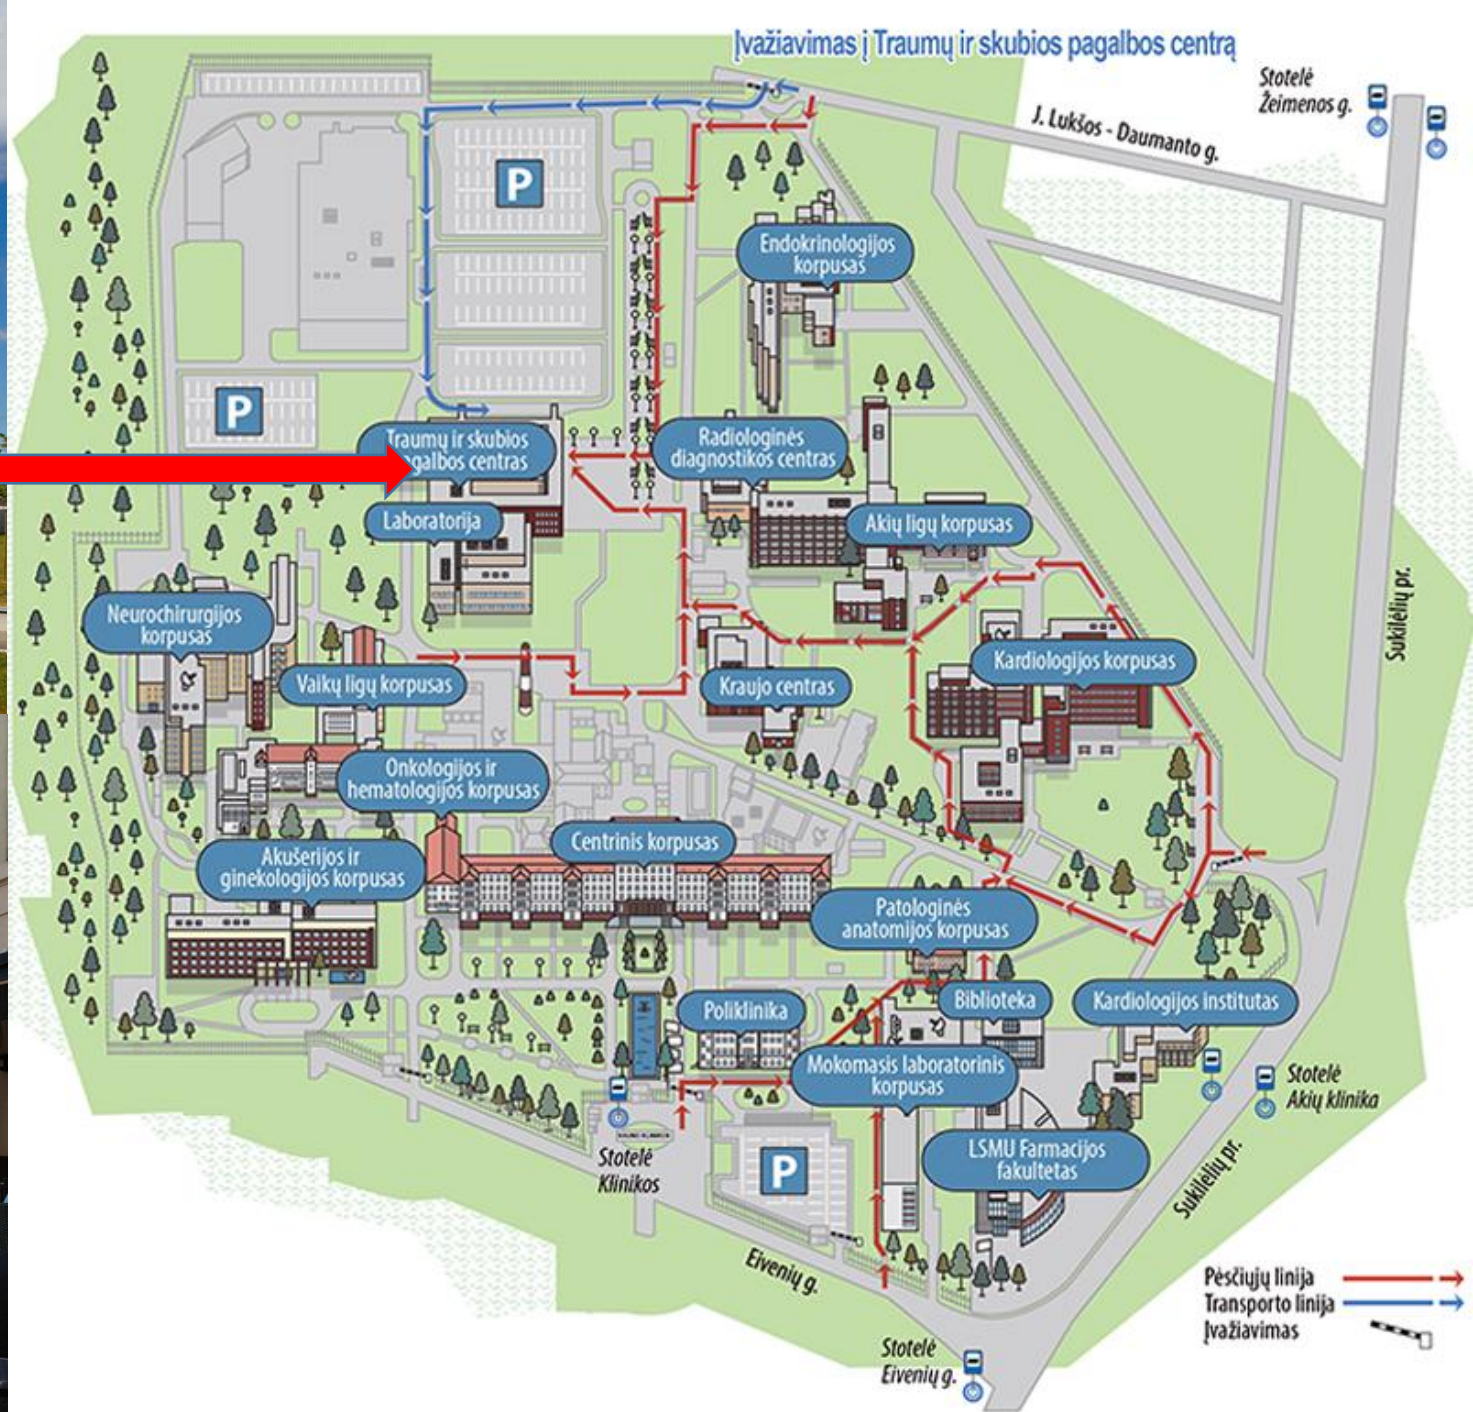 Įvažiavimas į Traumų ir skubios pagalbos centrą
Stotelė
Žeimenos g.
J. Lukšos - Daumanto g.
P
Endokrinologijos
korpusas
P
Traumų ir skubios
pagalbos centras
Radiologinės
diagnostikos centras
Laboratorija
Akių ligų korpusas
Sukilėlių pr.
Neurochirurgijos
korpusas
Vaikų ligų korpusas
Kraujo centras
Kardiologijos korpusas
Onkologijos ir
hematologijos korpusas
Centrinis korpusas
Akušerijos ir
ginekologijos korpusas
Patologinės
anatomijos korpusas
Poliklinika
Biblioteka
Kardiologijos institutas
Mokomasis laboratorinis
korpusas
Stotelė
Akių klinika
Stotelė
Klinikos
P
LSMU Farmacijos
fakultetas
Sukilėlių pr.
Eivenių g.
Pėsčiųjų linija
Transporto linija
Įvažiavimas
Stotelė
Eivenių g.